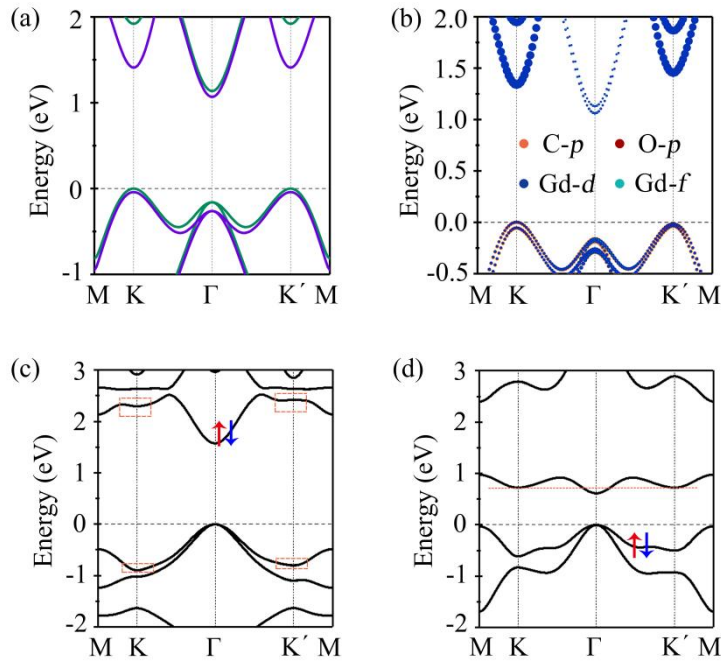 (a)
2
1
0
-1
Energy (eV)
M K Γ K´ M
(b)
2.0
1.5
1.0
0.5
0.0
-0.5
Energy (eV)
C-p O-p
Gd-d Gd-f
M K Γ K´ M
(c)
3
2
1
0
-1
-2
Energy (eV)
M K Γ K´ M
(d)
3
2
1
0
-1
-2
Energy (eV)
M K Γ K´ M